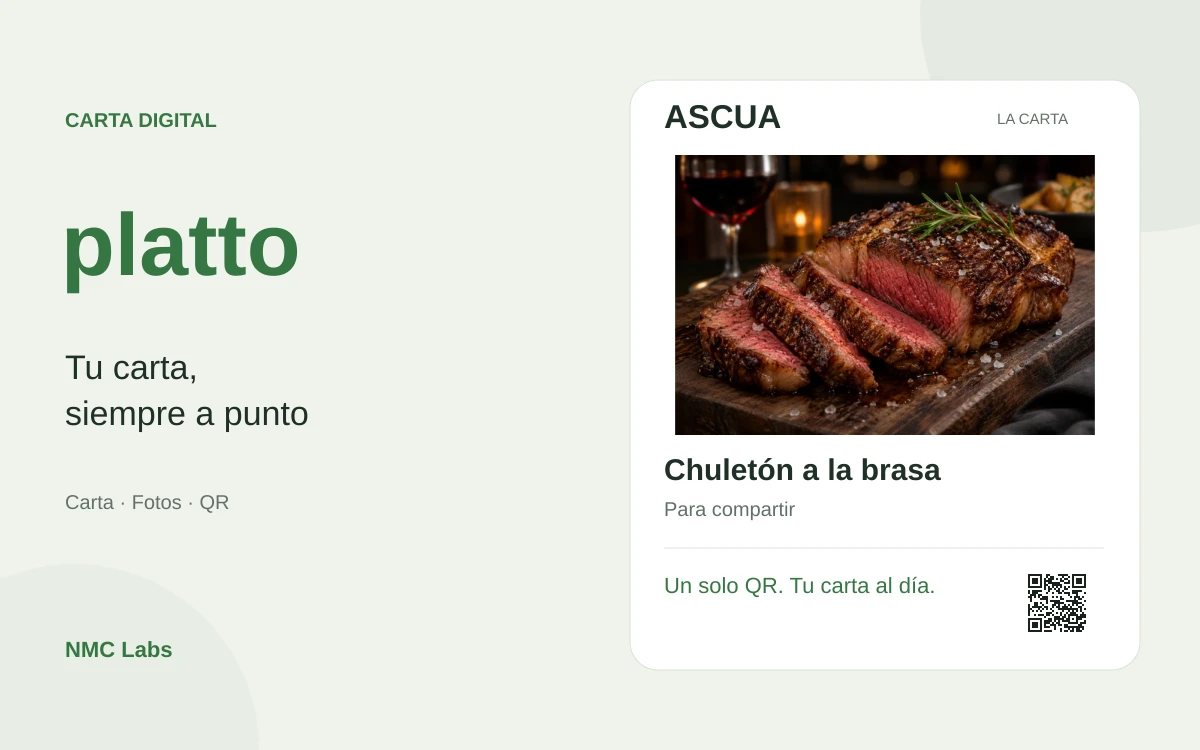 CARTA DIGITAL
platto
Tu carta,
siempre a punto
Carta · Fotos · QR
NMC Labs
ASCUA
LA CARTA
Chuletón a la brasa
Para compartir
Un solo QR. Tu carta al día.